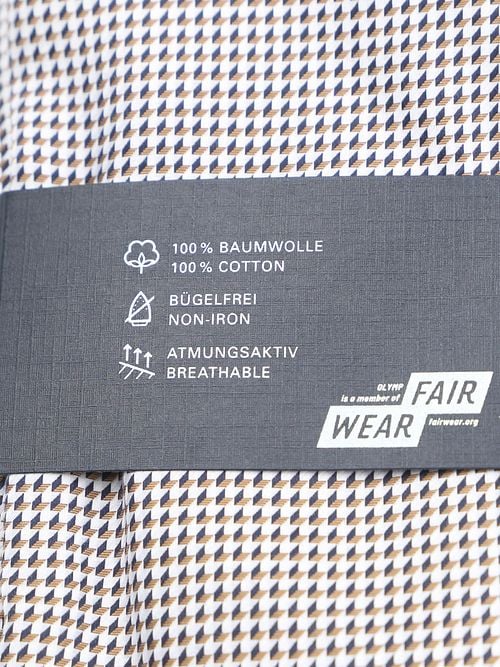 100 % BAUMWOLLE
100 % COTTON
BÜGELFREI
NON-IRON
ATMUNGSAKTIV
BREATHABLE
OLYMP
is a member of
FAIR
WEAR
fairwear.org